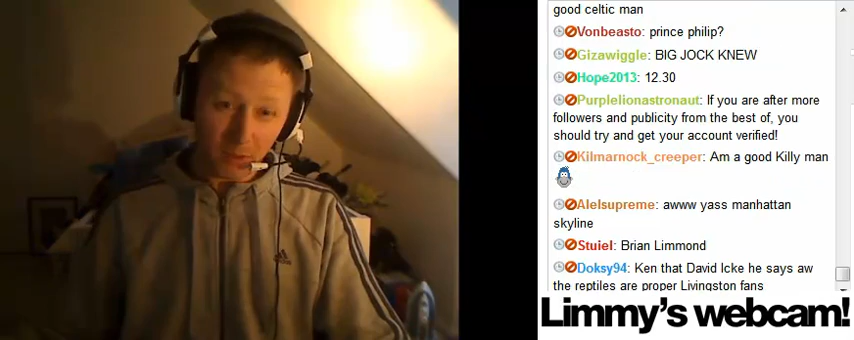 good celtic man
Vonbeasto: prince philip?
Gizawiggle: BIG JOCK KNEW
Hope2013: 12.30
Purplelionastronaut: If you are after more
followers and publicity from the best of, you
should try and get your account verified!
Kilmarnock_creeper: Am a good Killy man
Alelsupreme: awww yass manhattan
skyline
Stuiel: Brian Limmond
Doksy94: Ken that David Icke he says aw
the reptiles are proper Livingston fans
Limmy's webcam!
adidas